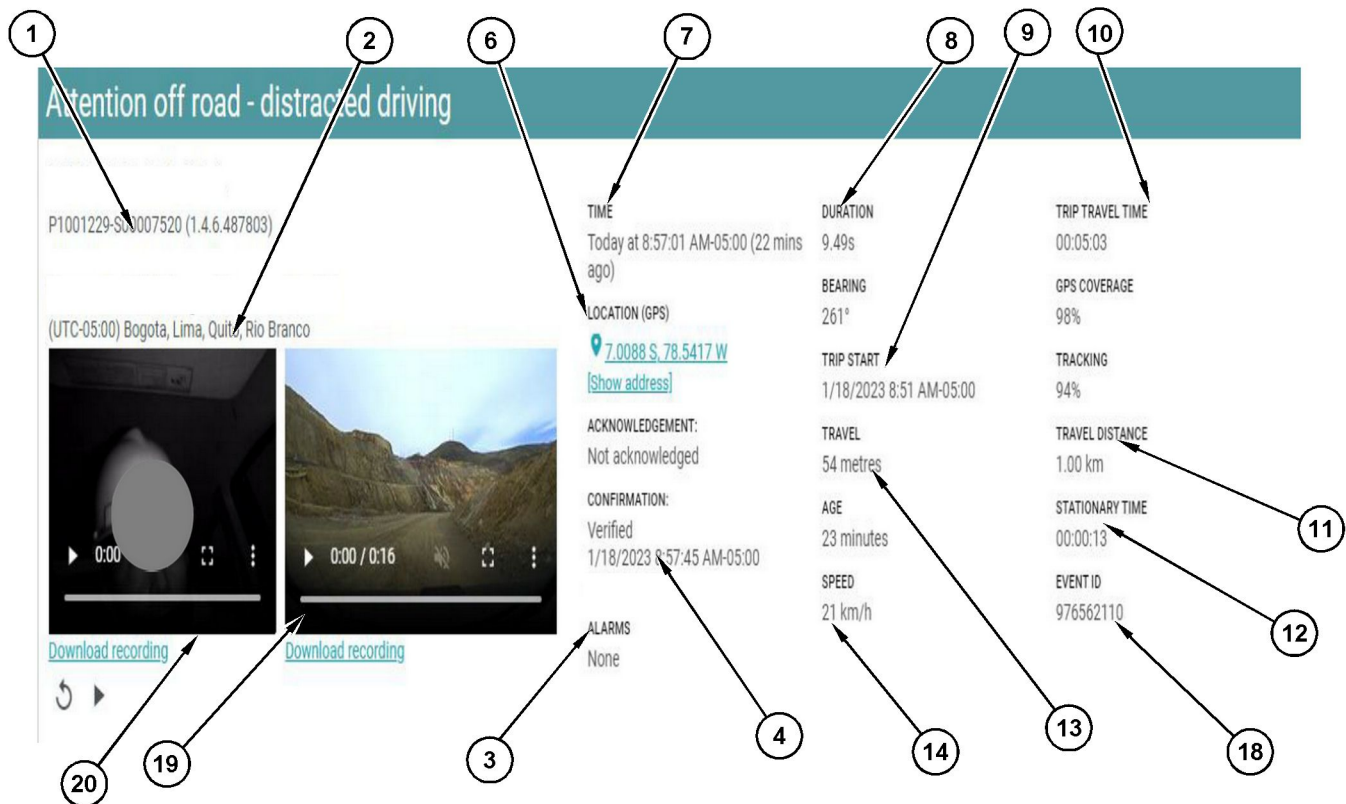 1
2
6
7
8
9
10
Attention off road - distracted driving
P1001229-S00007520 (1.4.6.487803)
(UTC-05:00) Bogota, Lima, Quito, Rio Branco
0:00
0:00 / 0:16
Download recording
Download recording
TIME
Today at 8:57:01 AM-05:00 (22 mins
ago)
LOCATION (GPS)
7.0088 S, 78.5417 W
[Show address]
ACKNOWLEDGEMENT:
Not acknowledged
CONFIRMATION:
Verified
1/18/2023 8:57:45 AM-05:00
ALARMS
None
DURATION
9.49s
BEARING
261°
TRIP START
1/18/2023 8:51 AM-05:00
TRAVEL
54 metres
AGE
23 minutes
SPEED
21 km/h
TRIP TRAVEL TIME
00:05:03
GPS COVERAGE
98%
TRACKING
94%
TRAVEL DISTANCE
1.00 km
STATIONARY TIME
00:00:13
EVENT ID
976562110
11
12
20
19
3
4
14
13
18